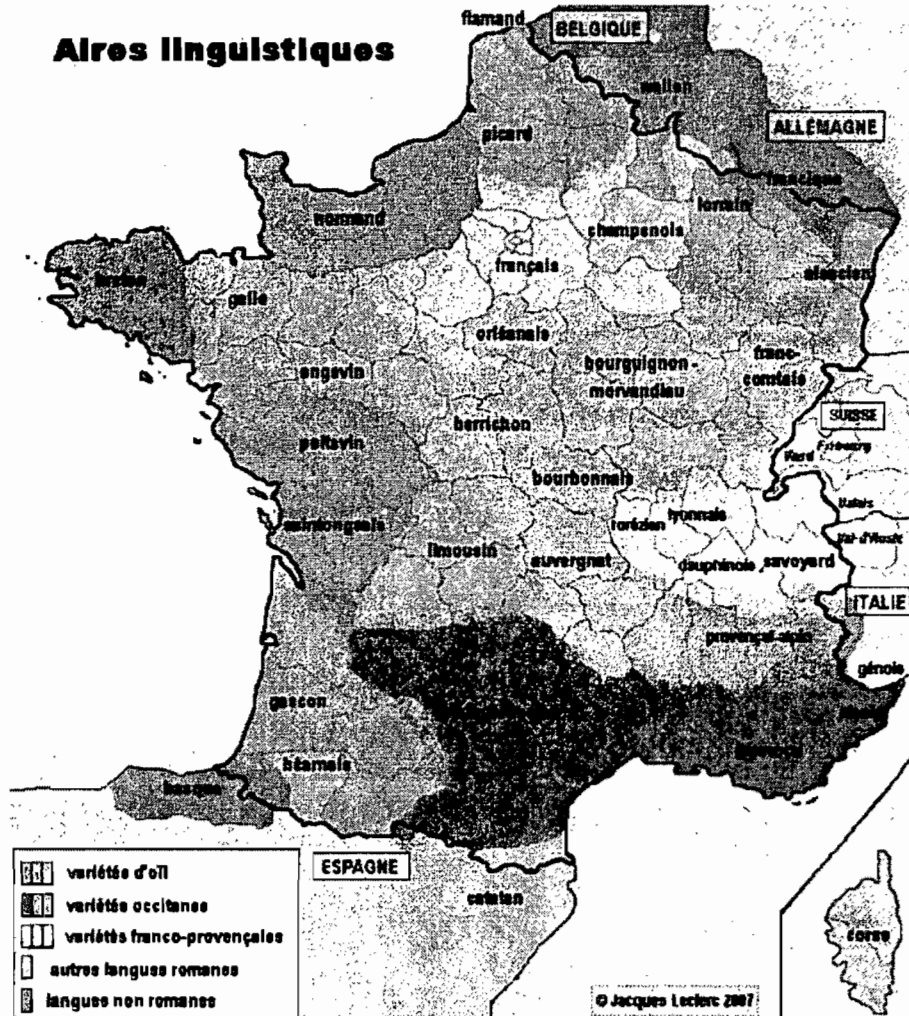 flamand
BELGIQUE
Aires linguistiques
wallon
picard
ALLEMAGNE
francique
lorrain
normand
champenois
français
alsacien
breton
gallo
orléanais
bourguignon-
morvandiau
franc-
comtais
angevin
SUISSE
berrichon
Vaud
Fribourg
poitevin
bourbonnais
Valais
forézien
lyonnais
saintongeais
Val-d'Aoste
limousin
auvergnat
dauphinois
savoyard
ITALIE
provençal-alpin
génois
gascon
provençal
béarnais
basque
ESPAGNE
catalan
corse
variétés d'oïl
variétés occitanes
variétés franco-provençales
autres langues romanes
langues non romanes
© Jacques Leclerc 2007